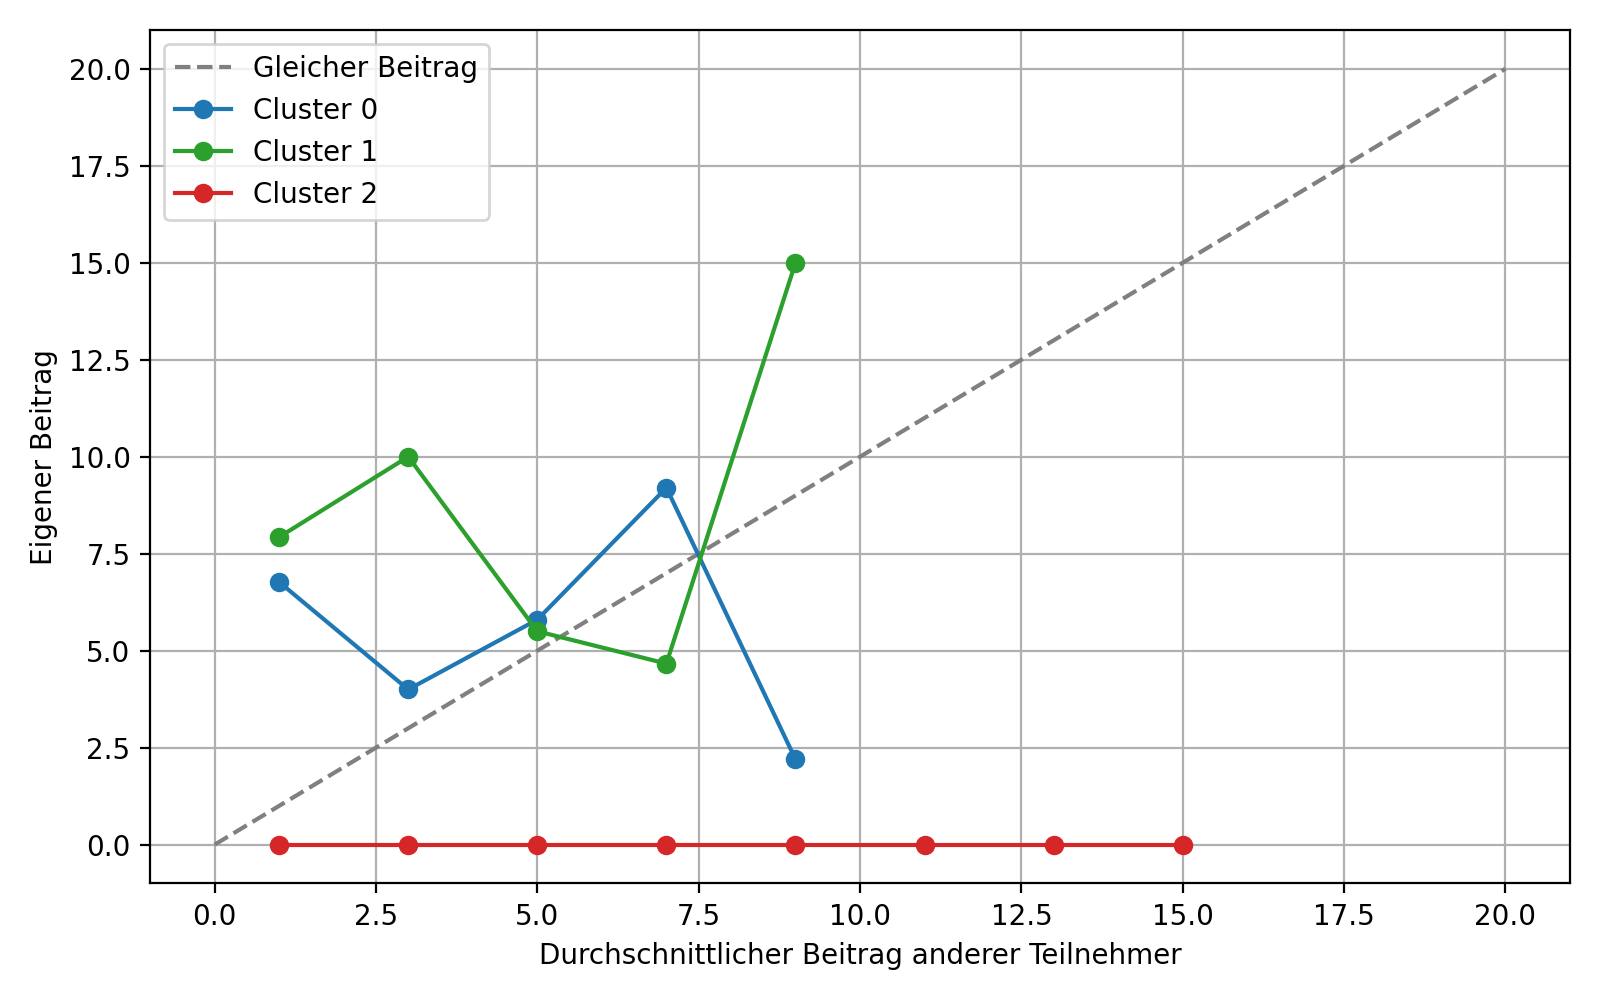 Gleicher Beitrag
Cluster 0
Cluster 1
Cluster 2
20.0
17.5
15.0
12.5
10.0
7.5
5.0
2.5
0.0
Eigener Beitrag
0.0 2.5 5.0 7.5 10.0 12.5 15.0 17.5 20.0
Durchschnittlicher Beitrag anderer Teilnehmer